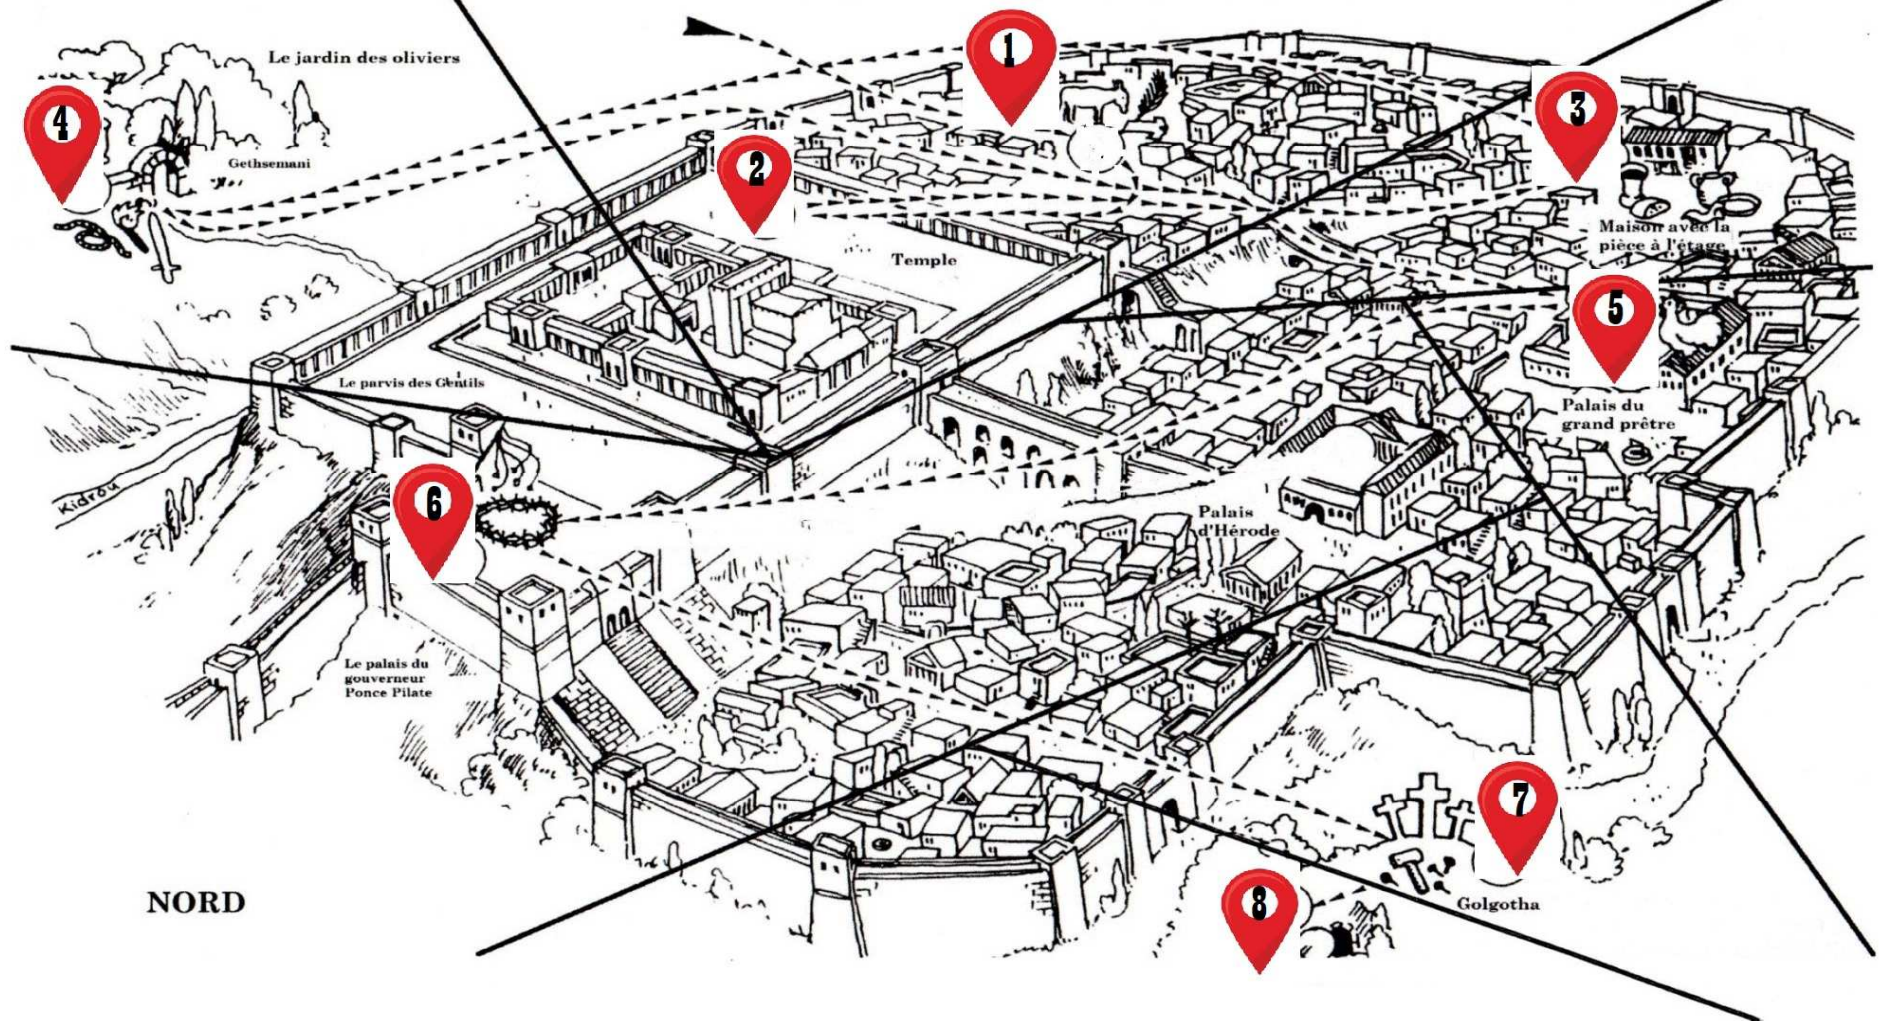 Le jardin des oliviers
1
4
3
Gethsemani
2
Maison avec la
pièce à l'étage
Temple
5
Le parvis des Gentils
Palais du
grand prêtre
Kidrou
6
Palais
d'Hérode
Le palais du
gouverneur
Ponce Pilate
7
NORD
8
Golgotha